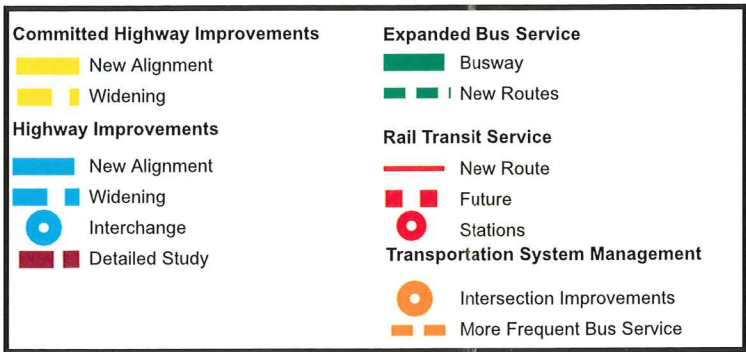 Committed Highway Improvements
New Alignment
Widening
Highway Improvements
New Alignment
Widening
Interchange
Detailed Study
Expanded Bus Service
Busway
New Routes
Rail Transit Service
New Route
Future
Stations
Transportation System Management
Intersection Improvements
More Frequent Bus Service